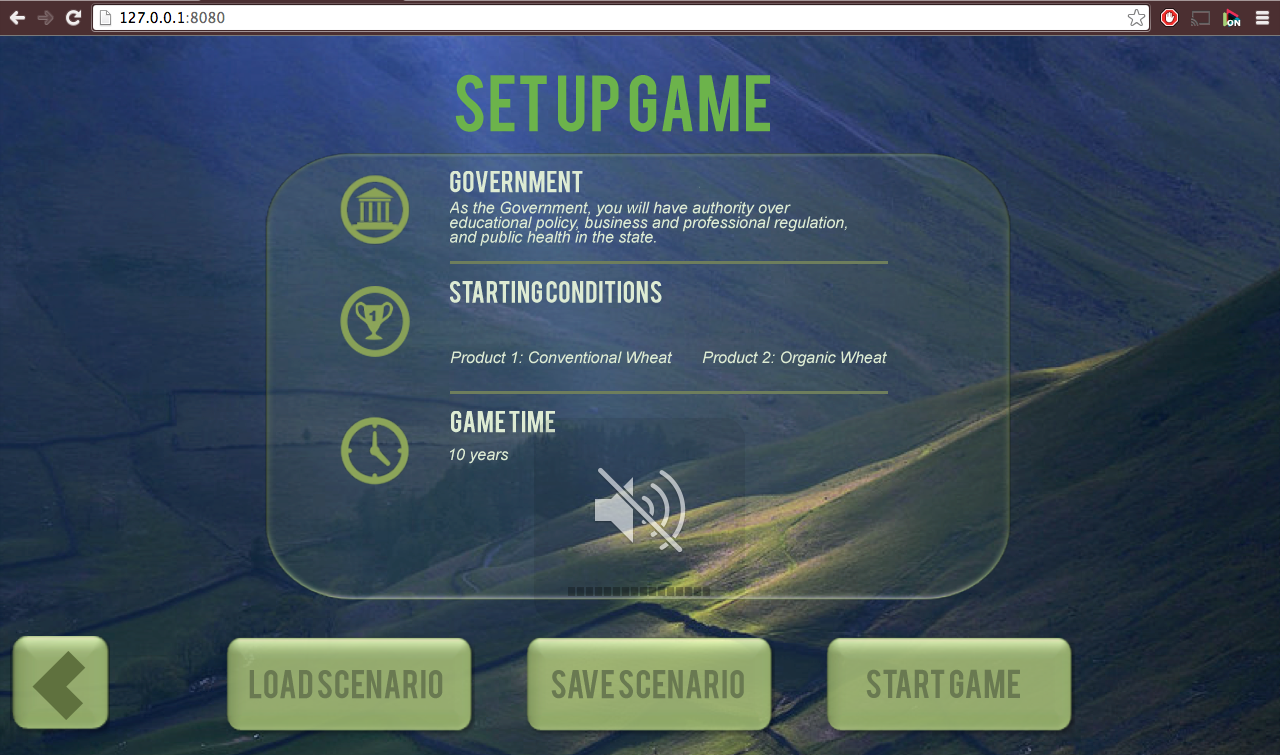 127.0.0.1:8080
ON
SET UP GAME
GOVERNMENT
As the Government, you will have authority over
educational policy, business and professional regulation,
and public health in the state.
STARTING CONDITIONS
1
Product 1: Conventional Wheat Product 2: Organic Wheat
GAME TIME
10 years
LOAD SCENARIO SAVE SCENARIO START GAME